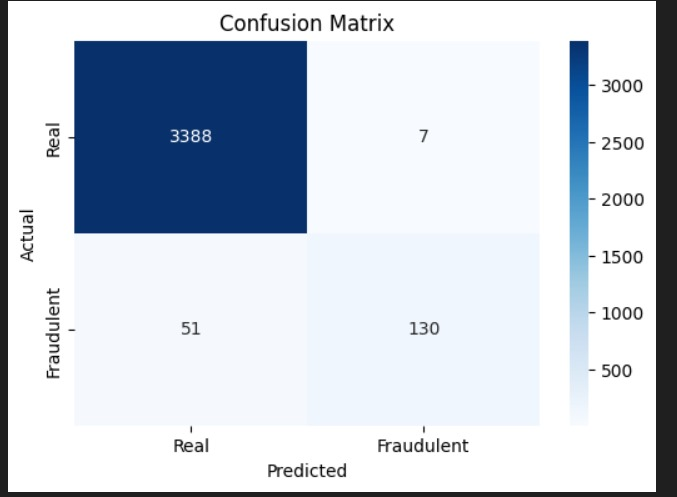 Confusion Matrix
Actual
Real
3388
7
Fraudulent
51
130
Real
Fraudulent
Predicted
3000
2500
2000
1500
1000
500